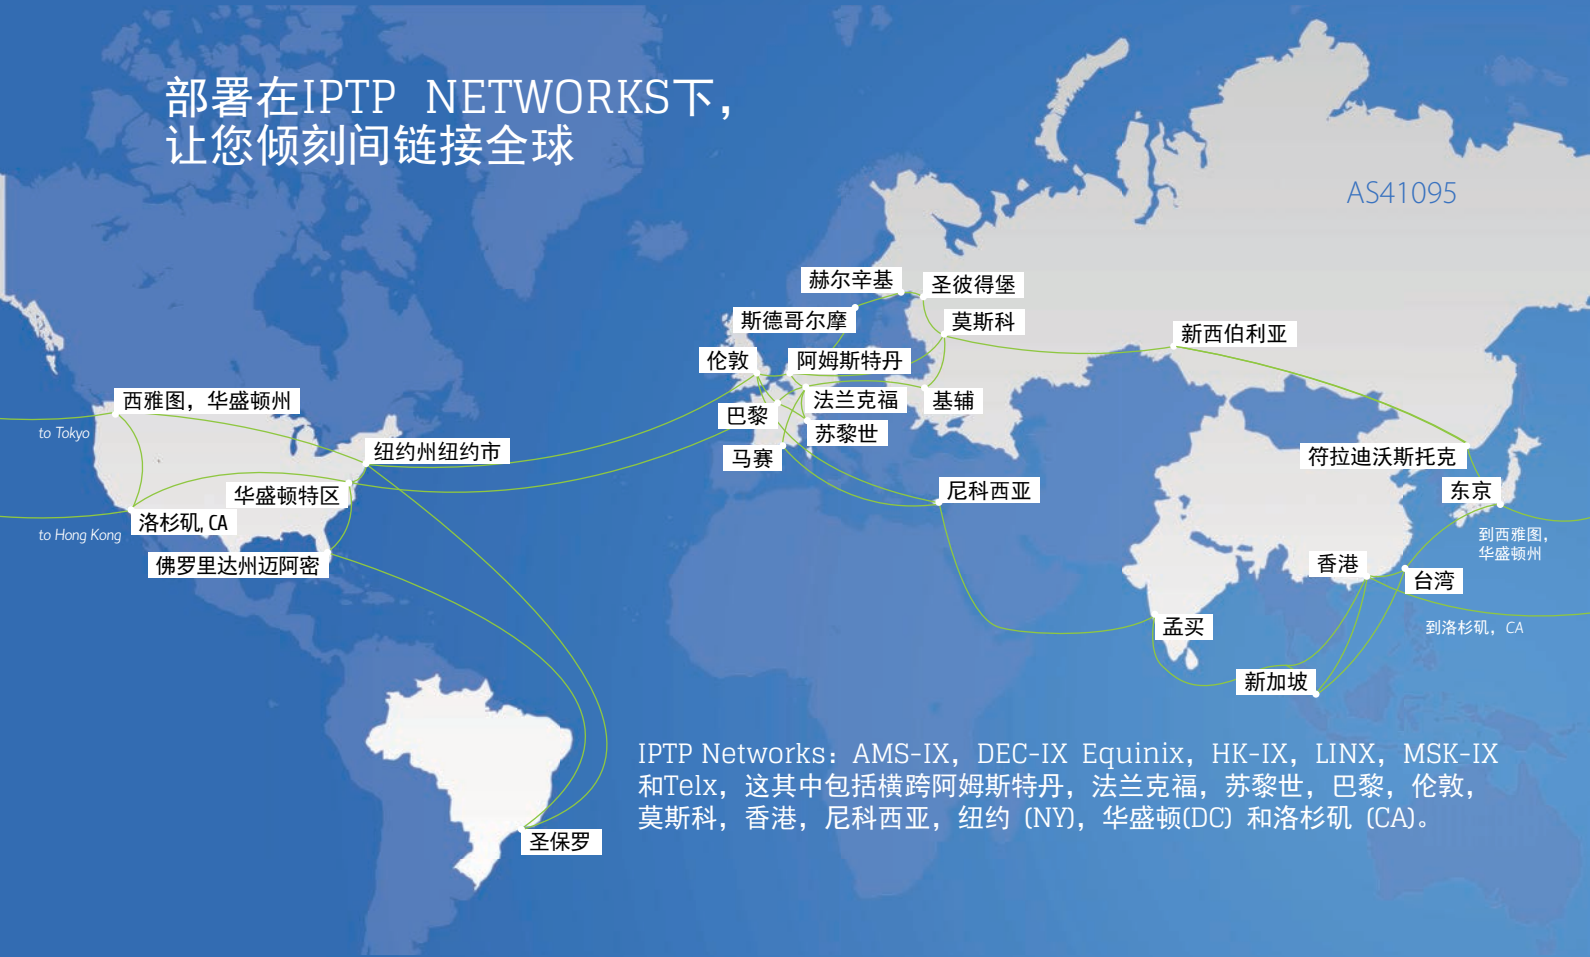 部署在IPTP NETWORKS下，
让您倾刻间链接全球
AS41095
赫尔辛基
圣彼得堡
斯德哥尔摩
莫斯科
新西伯利亚
伦敦
阿姆斯特丹
西雅图，华盛顿州
法兰克福
基辅
巴黎
to Tokyo
苏黎世
纽约州纽约市
马赛
符拉迪沃斯托克
华盛顿特区
尼科西亚
东京
洛杉矶, CA
to Hong Kong
到西雅图，
华盛顿州
佛罗里达州迈阿密
香港
台湾
孟买
到洛杉矶，CA
新加坡
IPTP Networks：AMS-IX，DEC-IX Equinix，HK-IX，LINX，MSK-IX
和Telx，这其中包括横跨阿姆斯特丹，法兰克福，苏黎世，巴黎，伦敦，
莫斯科，香港，尼科西亚，纽约 (NY)，华盛顿(DC) 和洛杉矶 (CA)。
圣保罗